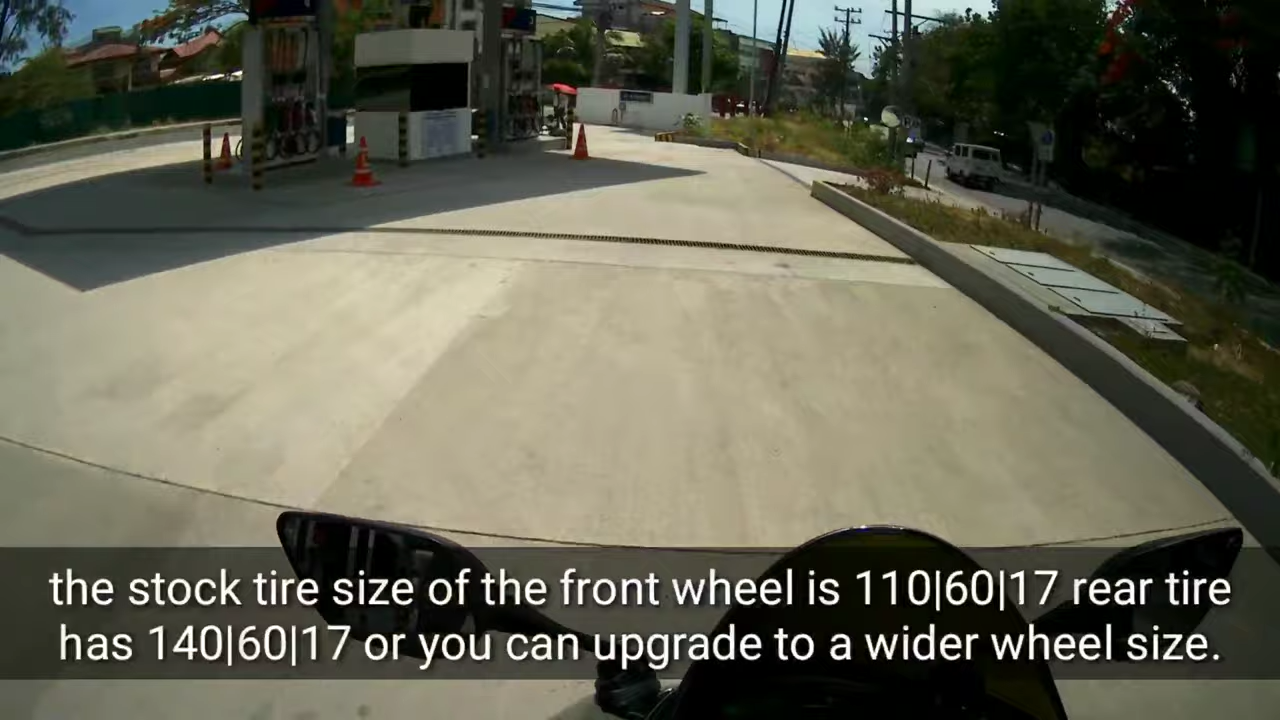 the stock tire size of the front wheel is 110|60|17 rear tire
has 140|60|17 or you can upgrade to a wider wheel size.